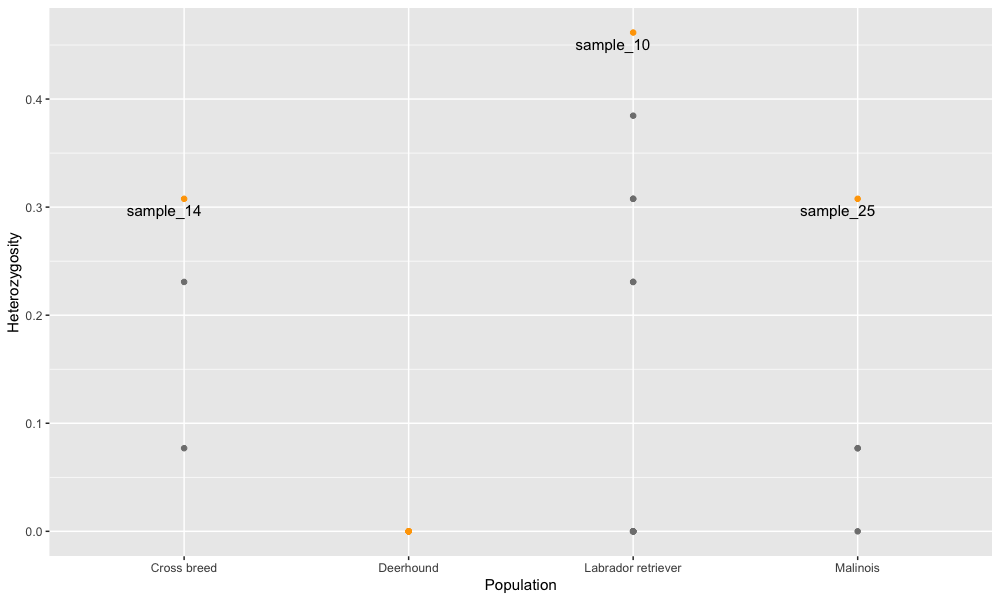 sample_10
0.4
sample_14
0.3
sample_25
Heterozygosity
0.2
0.1
0.0
Cross breed
Deerhound
Labrador retriever
Malinois
Population